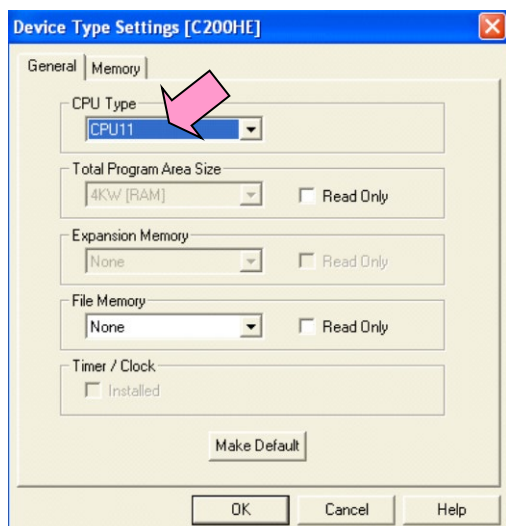 Device Type Settings [C200HE]
General Memory
CPU Type
CPU11
Total Program Area Size
4KW [RAM] Read Only
Expansion Memory
None Read Only
File Memory
None Read Only
Timer / Clock
Installed
Make Default
OK Cancel Help